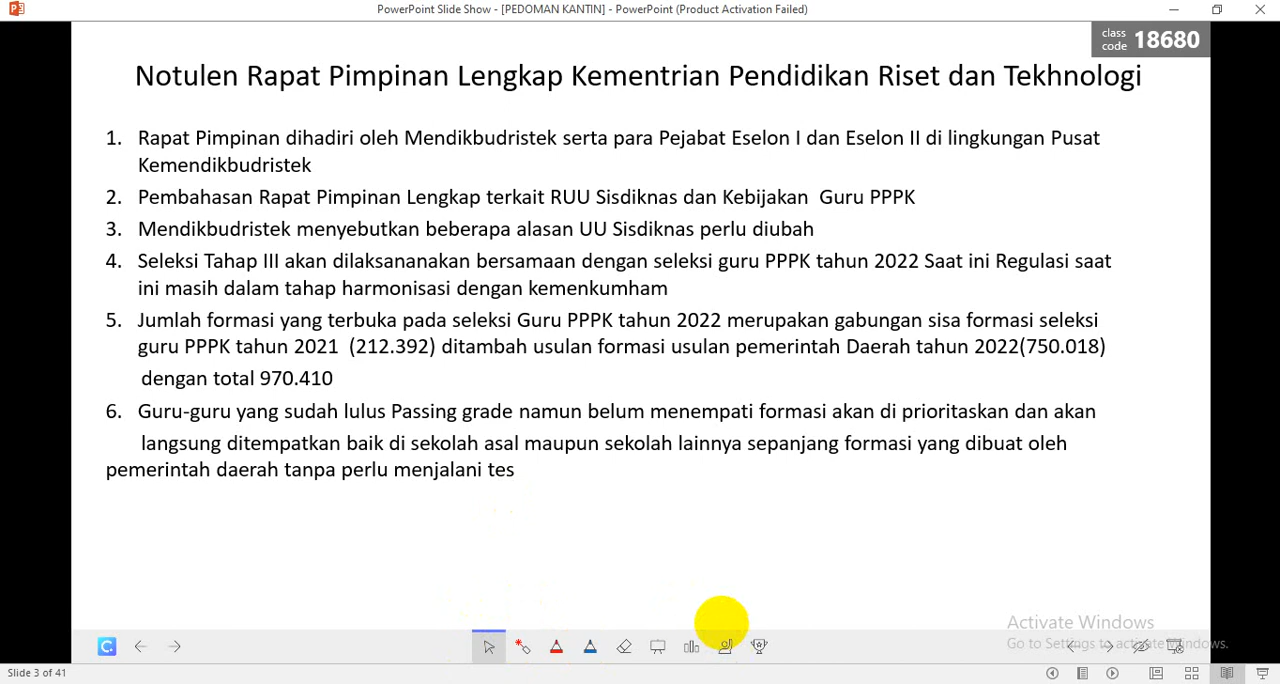 PowerPoint Slide Show - [PEDOMAN KANTIN] - PowerPoint (Product Activation Failed)
class code 18680
Notulen Rapat Pimpinan Lengkap Kementrian Pendidikan Riset dan Tekhnologi
1. Rapat Pimpinan dihadiri oleh Mendikbudristek serta para Pejabat Eselon I dan Eselon II di lingkungan Pusat
Kemendikbudristek
2. Pembahasan Rapat Pimpinan Lengkap terkait RUU Sisdiknas dan Kebijakan Guru PPPK
3. Mendikbudristek menyebutkan beberapa alasan UU Sisdiknas perlu diubah
4. Seleksi Tahap III akan dilaksananakan bersamaan dengan seleksi guru PPPK tahun 2022 Saat ini Regulasi saat
ini masih dalam tahap harmonisasi dengan kemenkumham
5. Jumlah formasi yang terbuka pada seleksi Guru PPPK tahun 2022 merupakan gabungan sisa formasi seleksi
guru PPPK tahun 2021 (212.392) ditambah usulan formasi usulan pemerintah Daerah tahun 2022(750.018)
dengan total 970.410
6. Guru-guru yang sudah lulus Passing grade namun belum menempati formasi akan di prioritaskan dan akan
langsung ditempatkan baik di sekolah asal maupun sekolah lainnya sepanjang formasi yang dibuat oleh
pemerintah daerah tanpa perlu menjalani tes
Activate Windows
Go to Settings to activate Windows.
Slide 3 of 41